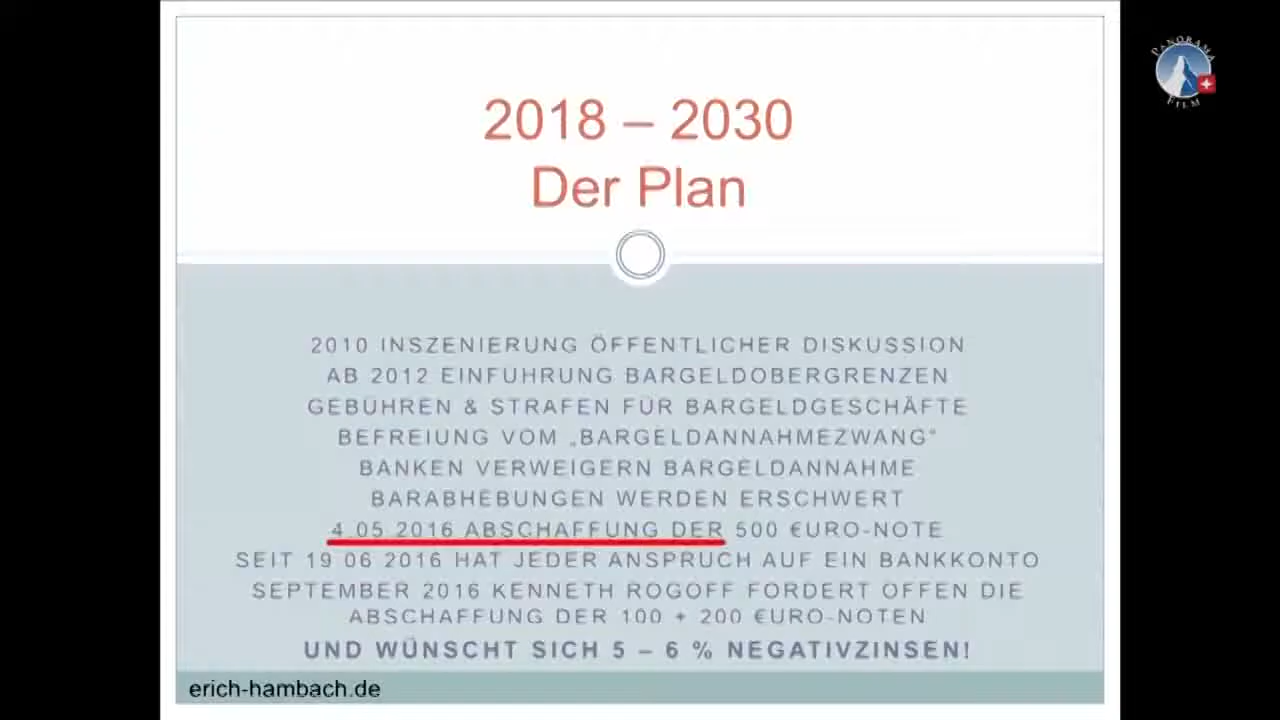 2018 – 2030
Der Plan
2010 INSZENIERUNG ÖFFENTLICHER DISKUSSION
AB 2012 EINFÜHRUNG BARGELDOBERGRENZEN
GEBÜHREN & STRAFEN FÜR BARGELDGESCHÄFTE
BEFREIUNG VOM „BARGELDANNAHMEZWANG“
BANKEN VERWEIGERN BARGELDANNAHME
BARABHEBUNGEN WERDEN ERSCHWERT
4.05 2016 ABSCHAFFUNG DER 500 €URO-NOTE
SEIT 19 06 2016 HAT JEDER ANSPRUCH AUF EIN BANKKONTO
SEPTEMBER 2016 KENNETH ROGOFF FORDERT OFFEN DIE
ABSCHAFFUNG DER 100 + 200 €URO-NOTEN
UND WÜNSCHT SICH 5 – 6 % NEGATIVZINSEN!
erich-hambach.de
PANORAMA
FILM